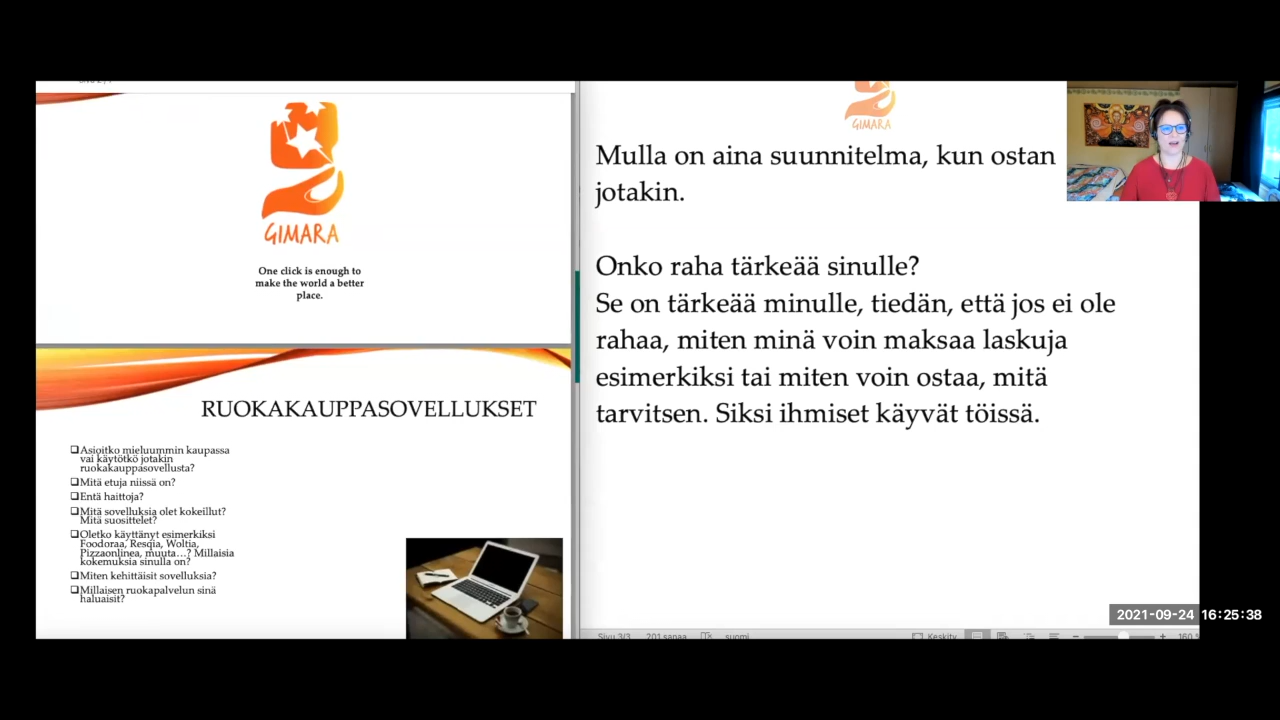 GIMARA
One click is enough to
make the world a better
place.
RUOKAKAUPPASOVELLUKSET
❑Asioitko mieluummin kaupassa
vai käytötkö jotakin
ruokakauppasovellusta?
❑Mitä etuja niissä on?
❑Entä haittoja?
❑Mitä sovelluksia olet kokeillut?
Mitä suosittelet?
❑Oletko käyttänyt esimerkiksi
Foodoraa, Resqia, Woltia,
Pizzaonlinea, muuta…? Millaisia
kokemuksia sinulla on?
❑Miten kehittäisit sovelluksia?
❑Millaisen ruokapalvelun sinä
haluaisit?
GIMARA
Mulla on aina suunnitelma, kun ostan
jotakin.
Onko raha tärkeää sinulle?
Se on tärkeää minulle, tiedän, että jos ei ole
rahaa, miten minä voin maksaa laskuja
esimerkiksi tai miten voin ostaa, mitä
tarvitsen. Siksi ihmiset käyvät töissä.
2021-09-24 16:25:38
Sivu 3/3 201 sanaa suomi Keskity 160